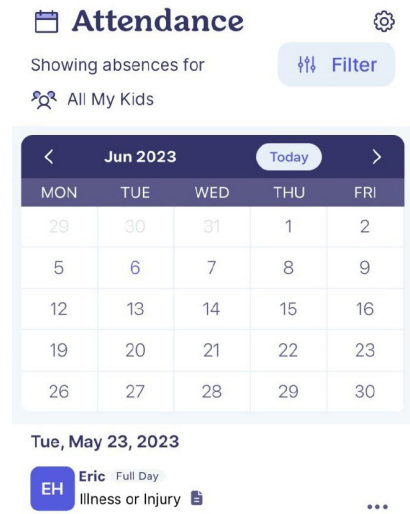 Attendance
Showing absences for
Filter
All My Kids
Jun 2023 Today
MON TUE WED THU FRI
29 30 31 1 2
5 6 7 8 9
12 13 14 15 16
19 20 21 22 23
26 27 28 29 30
Tue, May 23, 2023
Eric Full Day
EH
Illness or Injury